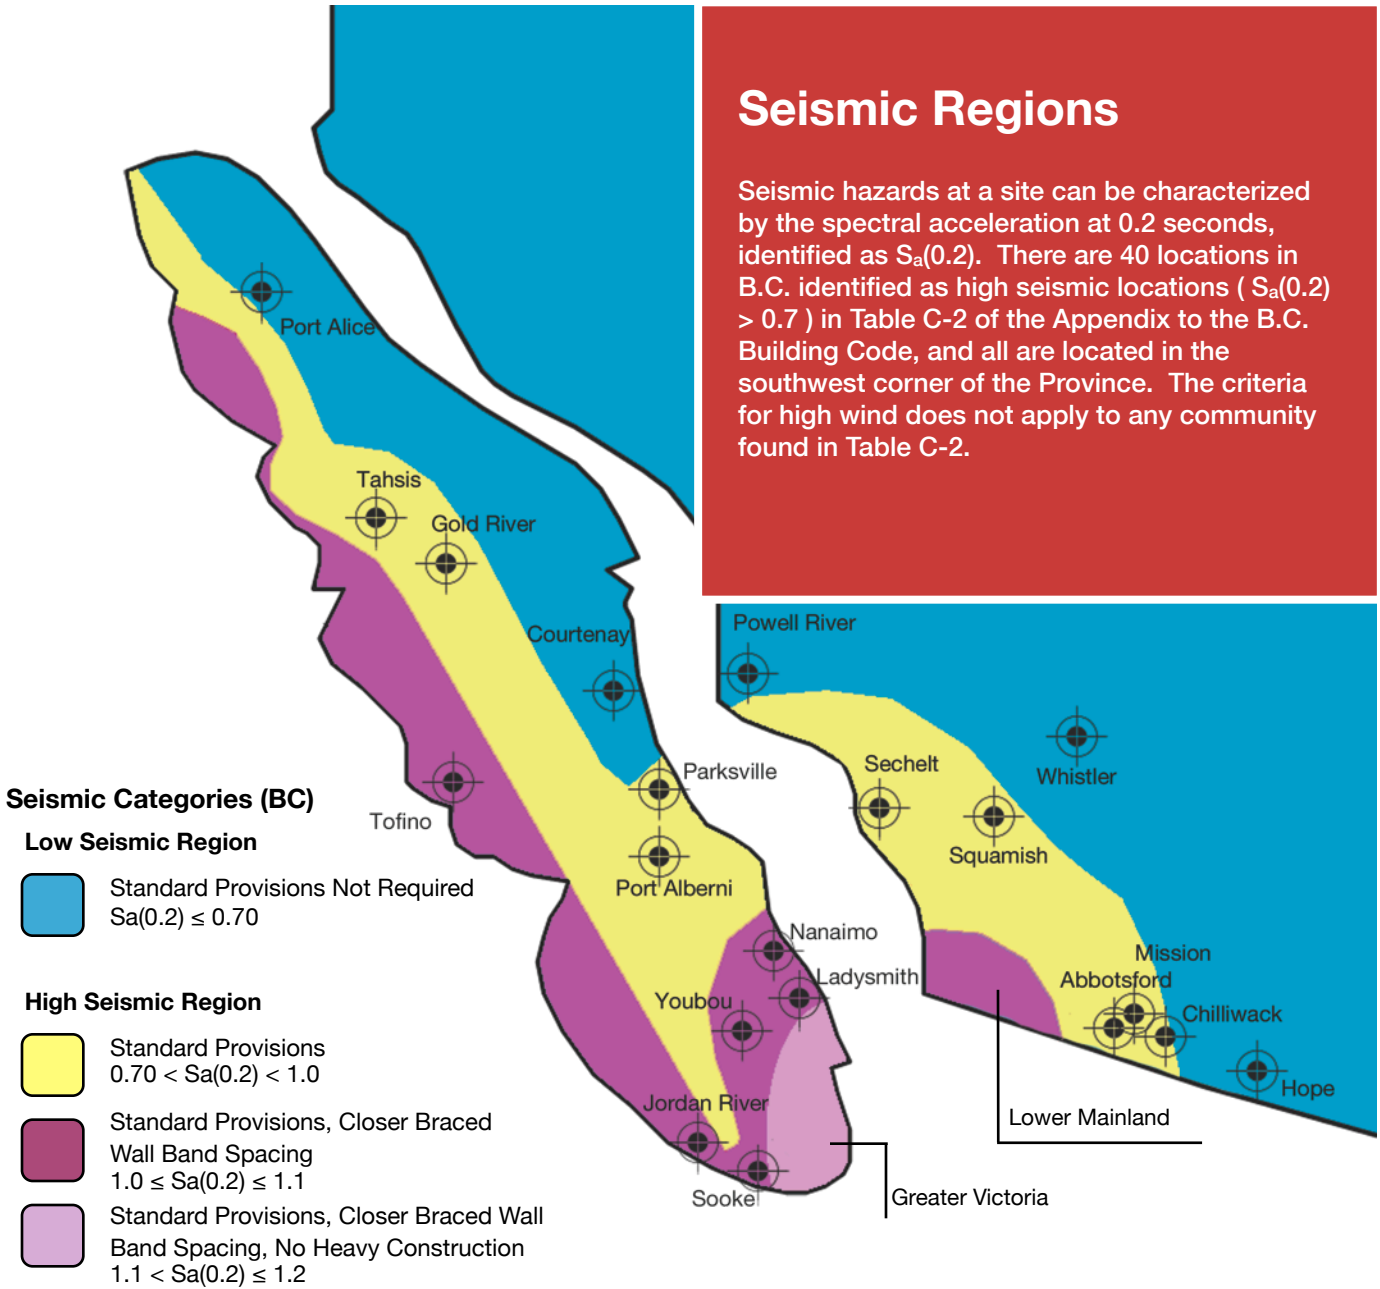 Seismic Regions
Seismic hazards at a site can be characterized
by the spectral acceleration at 0.2 seconds,
identified as Sa(0.2).  There are 40 locations in
B.C. identified as high seismic locations ( Sa(0.2)
> 0.7 ) in Table C-2 of the Appendix to the B.C.
Building Code, and all are located in the
southwest corner of the Province.  The criteria
for high wind does not apply to any community
found in Table C-2.
Port Alice
Tahsis
Gold River
Courtenay
Powell River
Parksville
Sechelt
Whistler
Tofino
Squamish
Port Alberni
Nanaimo
Mission
Ladysmith
Abbotsford
Youbou
Chilliwack
Hope
Jordan River
Lower Mainland
Sooke
Greater Victoria
Seismic Categories (BC)
Low Seismic Region
Standard Provisions Not Required
Sa(0.2) ≤ 0.70
High Seismic Region
Standard Provisions
0.70 < Sa(0.2) < 1.0
Standard Provisions, Closer Braced
Wall Band Spacing
1.0 ≤ Sa(0.2) ≤ 1.1
Standard Provisions, Closer Braced Wall
Band Spacing, No Heavy Construction
1.1 < Sa(0.2) ≤ 1.2